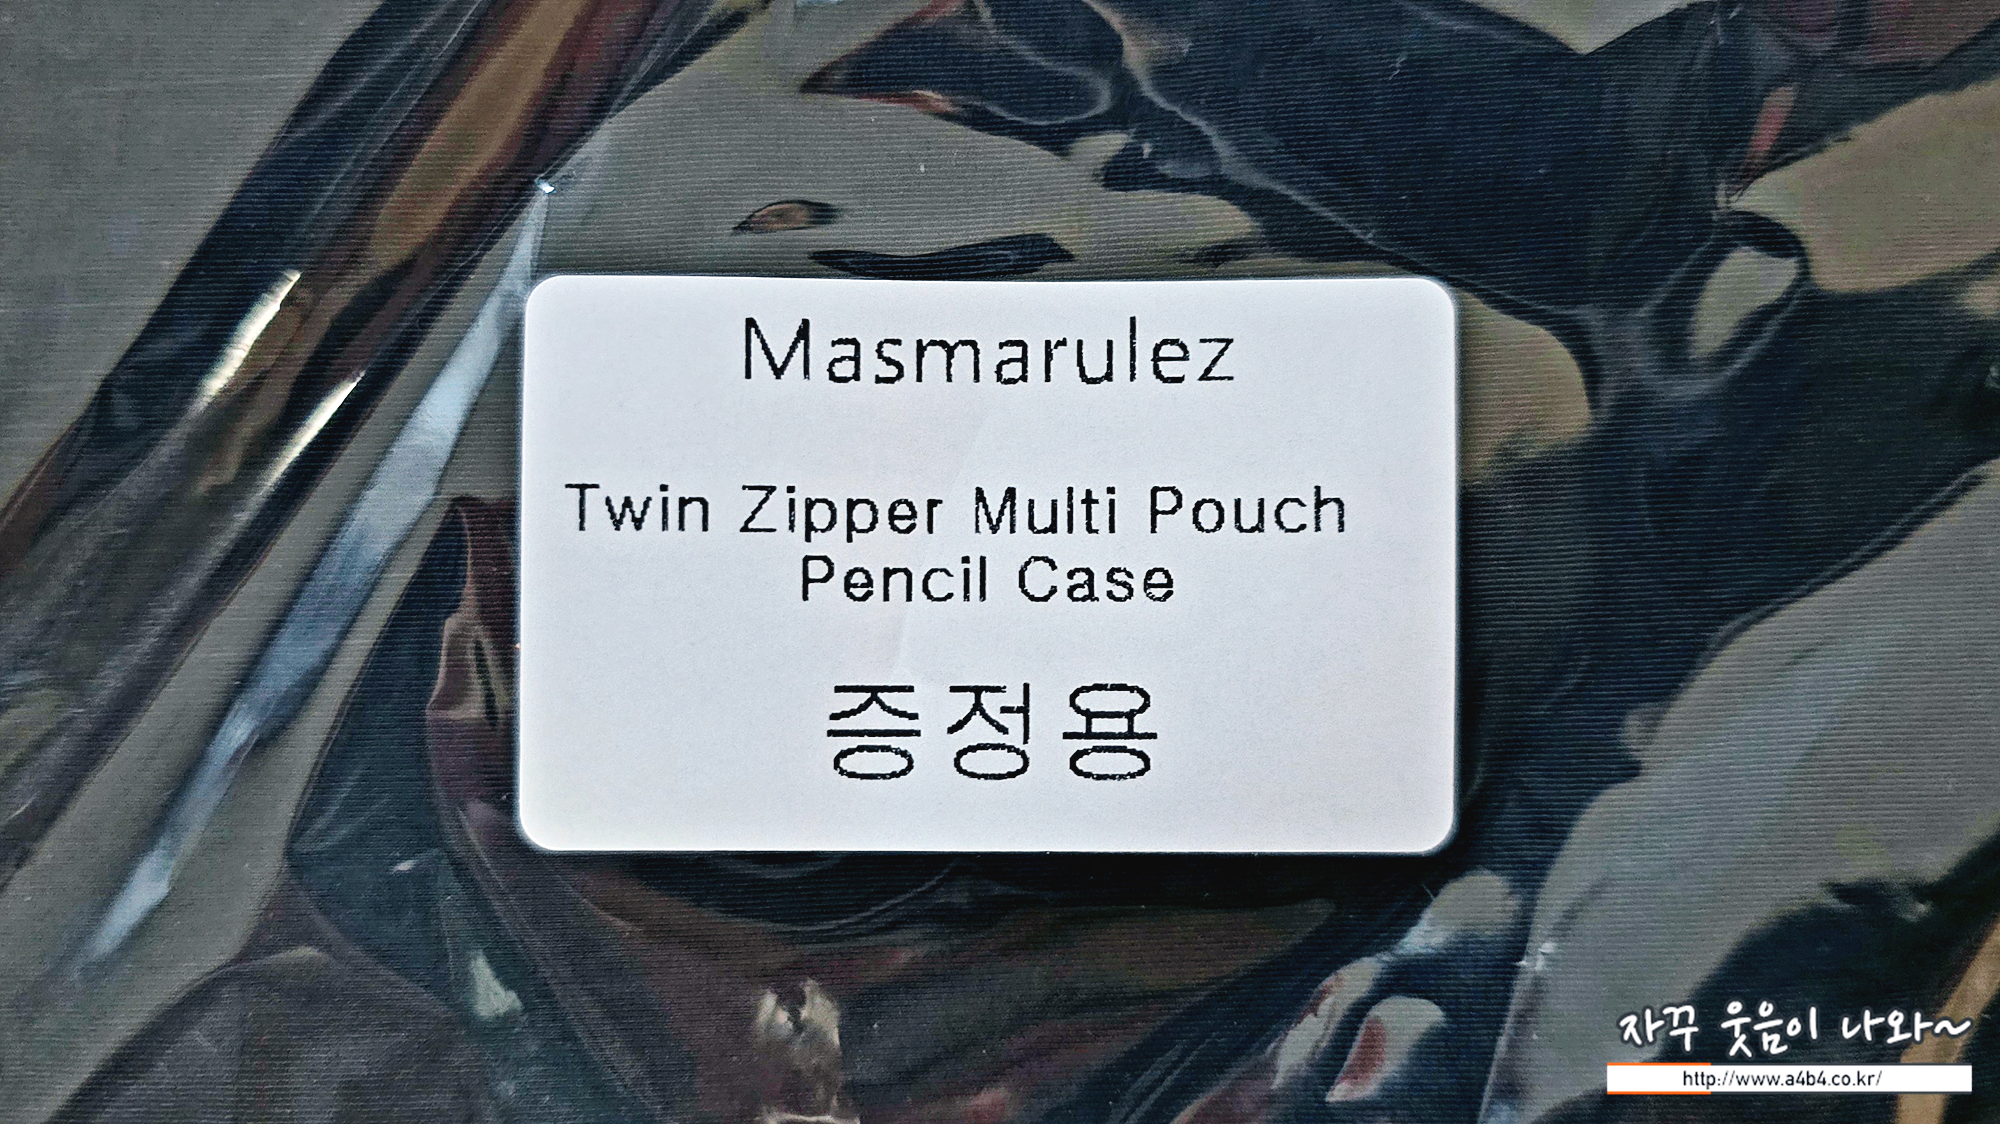 Masmarulez
Twin Zipper Multi Pouch
Pencil Case
증정용
자꾸 웃음이 나와~
http://www.a4b4.co.kr/